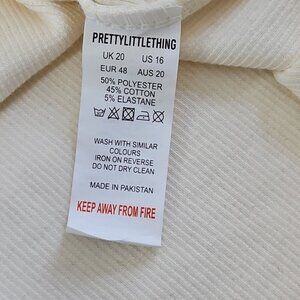 PRETTYLITTLETHING
UK 20 US 16
EUR 48 AUS 20
50% POLYESTER
45% COTTON
5% ELASTANE
WASH WITH SIMILAR
COLOURS
IRON ON REVERSE
DO NOT DRY CLEAN
MADE IN PAKISTAN
KEEP AWAY FROM FIRE